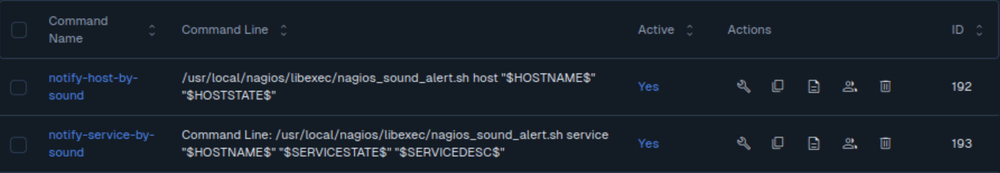 Command
Name
Command Line
Active
Actions
ID
notify-host-by-
sound
/usr/local/nagios/libexec/nagios_sound_alert.sh host "$HOSTNAME$"
"$HOSTSTATE$"
Yes
192
notify-service-by-
sound
Command Line: /usr/local/nagios/libexec/nagios_sound_alert.sh service
"$HOSTNAME$" "$SERVICESTATE$" "$SERVICEDESC$"
Yes
193